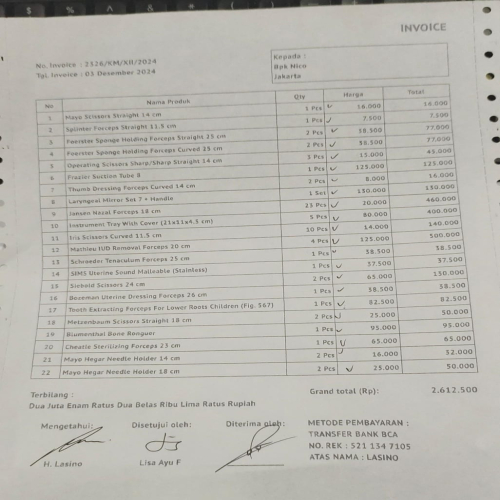 INVOICE
No. Invoice : 2326/KM/XII/2024
Tgl. Invoice : 03 Desember 2024
Kepada :
Bpk Nico
Jakarta
No Nama Produk Qty Harga Total
1 Mayo Scissors Straight 14 cm 1 Pcs 16.000 16.000
2 Splinter Forceps Straight 11.5 cm 1 Pcs 7.500 7.500
3 Foerster Sponge Holding Forceps Straight 25 cm 2 Pcs 38.500 77.000
4 Foerster Sponge Holding Forceps Curved 25 cm 2 Pcs 38.500 77.000
5 Operating Scissors Sharp/Sharp Straight 14 cm 3 Pcs 15.000 45.000
6 Frazier Suction Tube 8 1 Pcs 125.000 125.000
7 Thumb Dressing Forceps Curved 14 cm 2 Pcs 8.000 16.000
8 Laryngeal Mirror Set 7 + Handle 1 Set 130.000 130.000
9 Jansen Nazal Forceps 18 cm 23 Pcs 20.000 460.000
10 Instrument Tray Wish Cover (21x11x4.5 cm) 5 Pcs 80.000 400.000
11 Iris Scissors Curved 11.5 cm 10 Pcs 14.000 140.000
12 Mathieu IUD Removal Forceps 20 cm 4 Pcs 125.000 500.000
13 Schroeder Tenaculum Forceps 25 cm 1 Pcs 38.500 38.500
14 SIMS Uterine Sound Malleable (Stainless) 1 Pcs 37.500 37.500
15 Siebold Scissors 24 cm 2 Pcs 65.000 130.000
16 Bozeman Uterine Dressing Forceps 26 cm 1 Pcs 38.500 38.500
17 Tooth Extracting Forceps For Lower Roots Children (Fig. S67) 1 Pcs 82.500 82.500
18 Metzenbaum Scissors Straight 18 cm 2 Pcs 25.000 50.000
19 Blumenthal Bone Ronguer 1 Pcs 95.000 95.000
20 Cheatle Sterilizing Forceps 23 cm 1 Pcs 65.000 65.000
21 Mayo Hegar Needle Holder 14 cm 2 Pcs 16.000 32.000
22 Mayo Hegar Needle Holder 18 cm 2 Pcs 25.000 50.000
Grand total (Rp): 2.612.500
Terbilang :
Dua Juta Enam Ratus Dua Belas Ribu Lima Ratus Rupiah
Mengetahui: Disetujui oleh: Diterima oleh:
H. Lasino Lisa Ayu F
METODE PEMBAYARAN :
TRANSFER BANK BCA
NO. REK : 521 134 7105
ATAS NAMA : LASINO